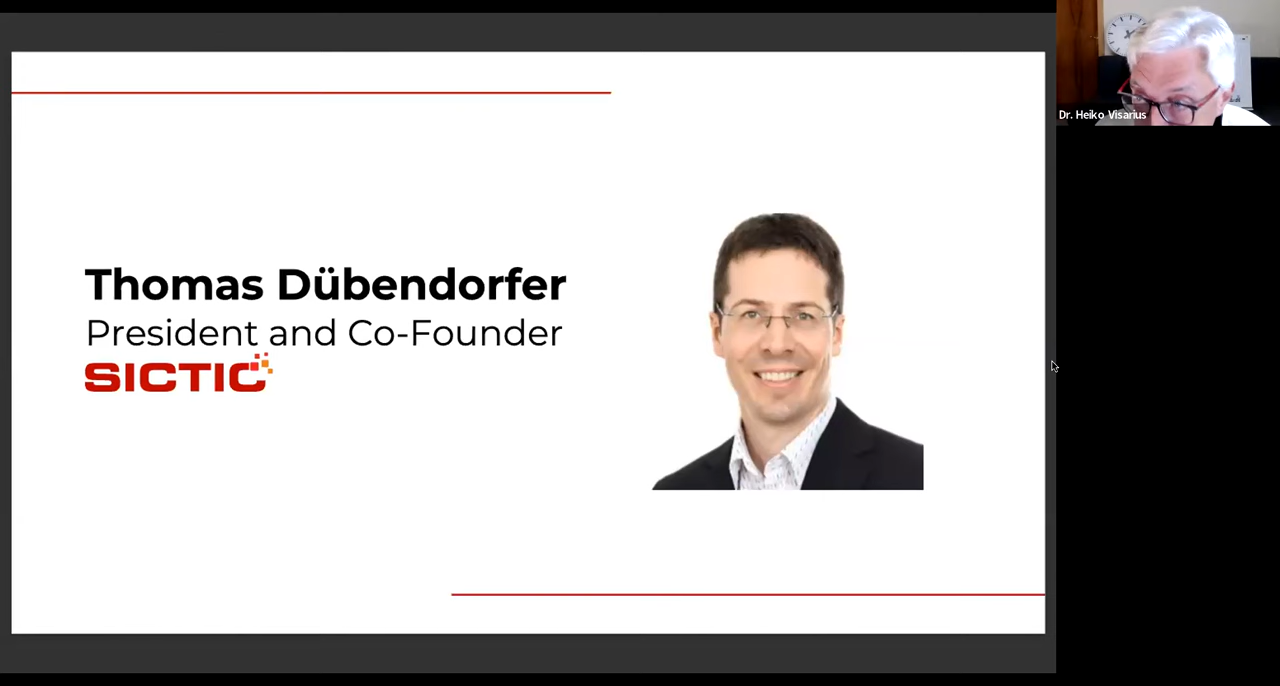 Thomas Dübendorfer
President and Co-Founder
SICTIC
Dr. Heiko Visarius